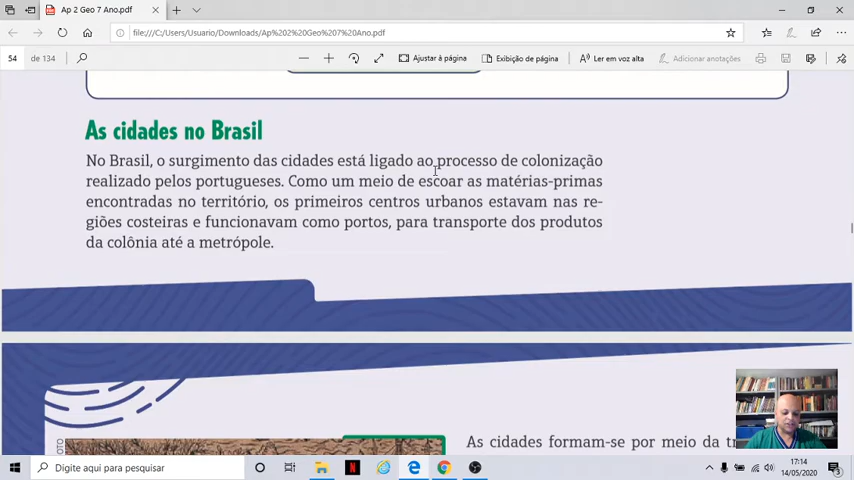 Ap 2 Geo 7 Ano.pdf
file:///C:/Users/Usuario/Downloads/Ap%202%20Geo%207%20Ano.pdf
54 de 134 Ajustar à página Exibição de página Ler em voz alta Adicionar anotações
As cidades no Brasil
No Brasil, o surgimento das cidades está ligado ao processo de colonização
realizado pelos portugueses. Como um meio de escoar as matérias-primas
encontradas no território, os primeiros centros urbanos estavam nas re-
giões costeiras e funcionavam como portos, para transporte dos produtos
da colônia até a metrópole.
As cidades formam-se por meio da
Digite aqui para pesquisar
17:14
14/05/2020